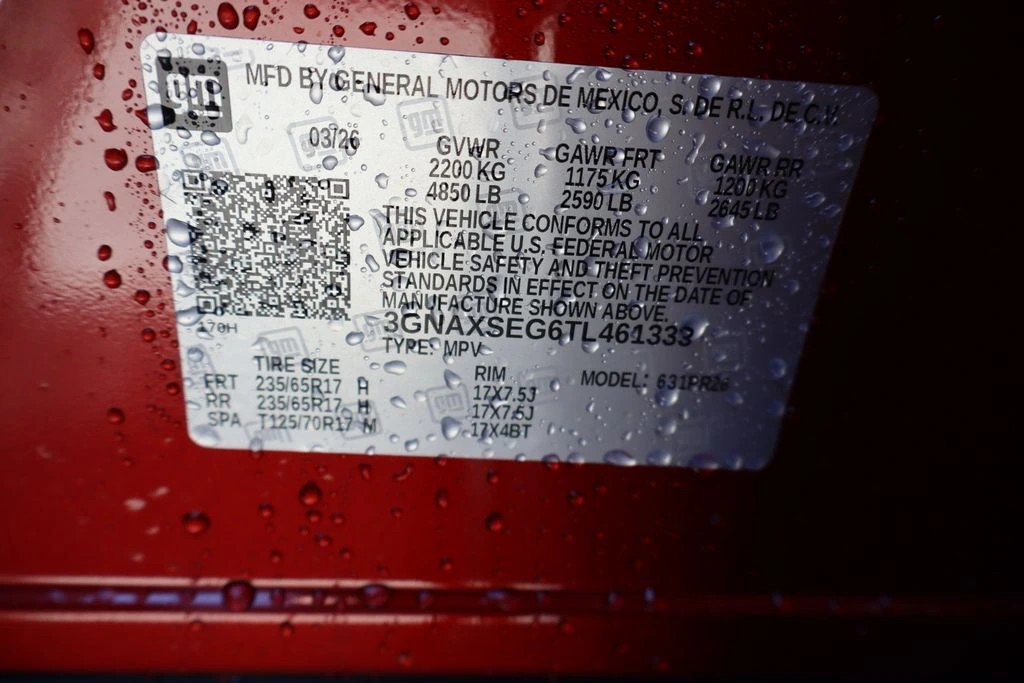 gm
MFD BY GENERAL MOTORS DE MEXICO, S. DE R.L. DE C.V.
03/26
GVWR GAWR FRT GAWR RR
2200 KG 1175 KG 1200 KG
4850 LB 2590 LB 2645 LB
THIS VEHICLE CONFORMS TO ALL
APPLICABLE U.S. FEDERAL MOTOR
VEHICLE SAFETY AND THEFT PREVENTION
STANDARDS IN EFFECT ON THE DATE OF
MANUFACTURE SHOWN ABOVE.
170H
3GNAXSEG6TL461333
TYPE: MPV
TIRE SIZE RIM MODEL: 631PR26
FRT 235/65R17 H 17X7.5J
RR 235/65R17 H 17X7.5J
SPA T125/70R17 M 17X4BT